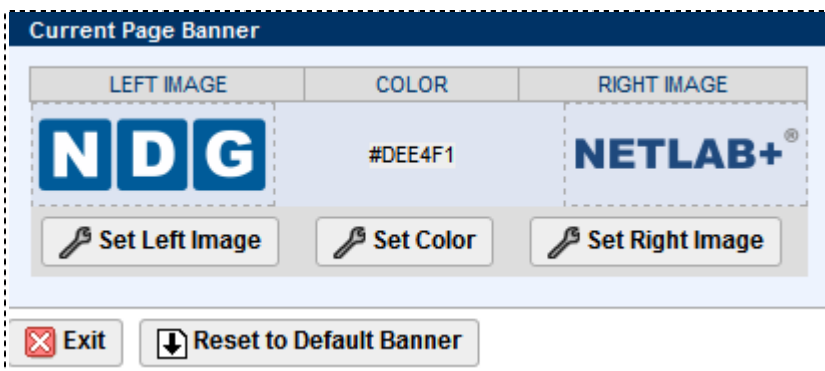 Current Page Banner
LEFT IMAGE COLOR RIGHT IMAGE
NDG #DEE4F1 NETLAB+®
Set Left Image Set Color Set Right Image
Exit Reset to Default Banner